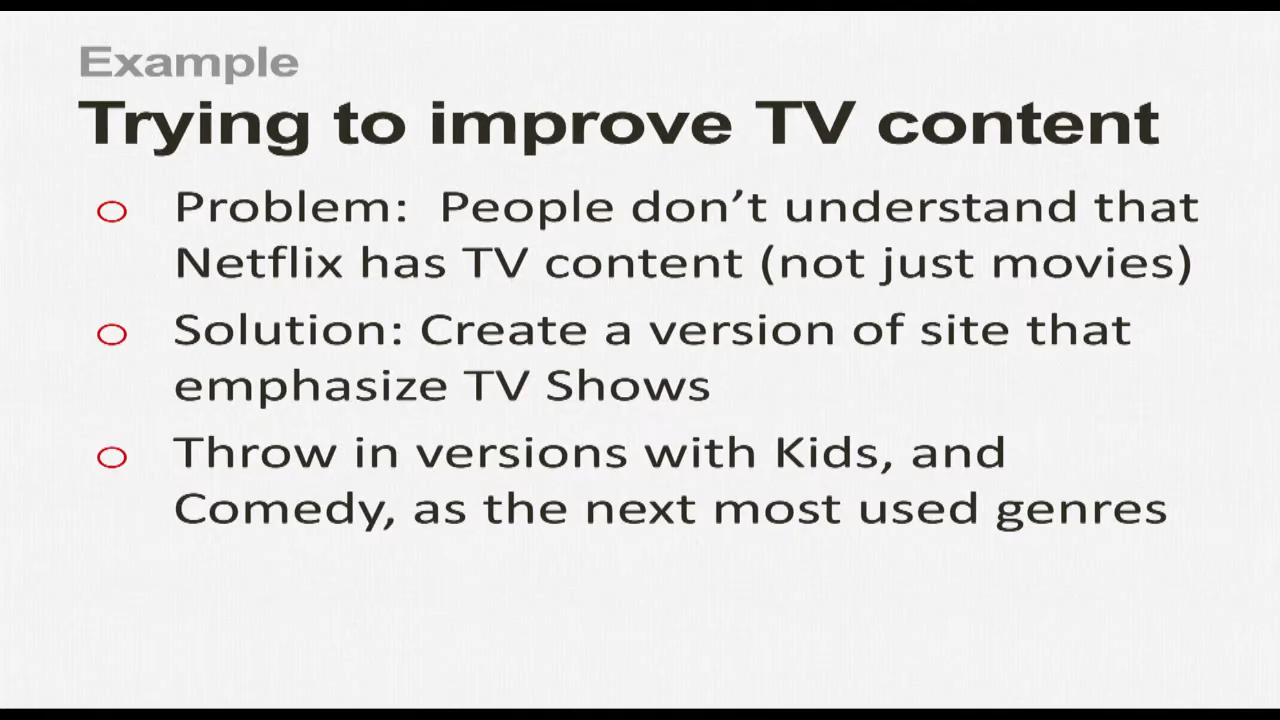 Example
Trying to improve TV content
Problem:  People don’t understand that
Netflix has TV content (not just movies)
Solution: Create a version of site that
emphasize TV Shows
Throw in versions with Kids, and
Comedy, as the next most used genres